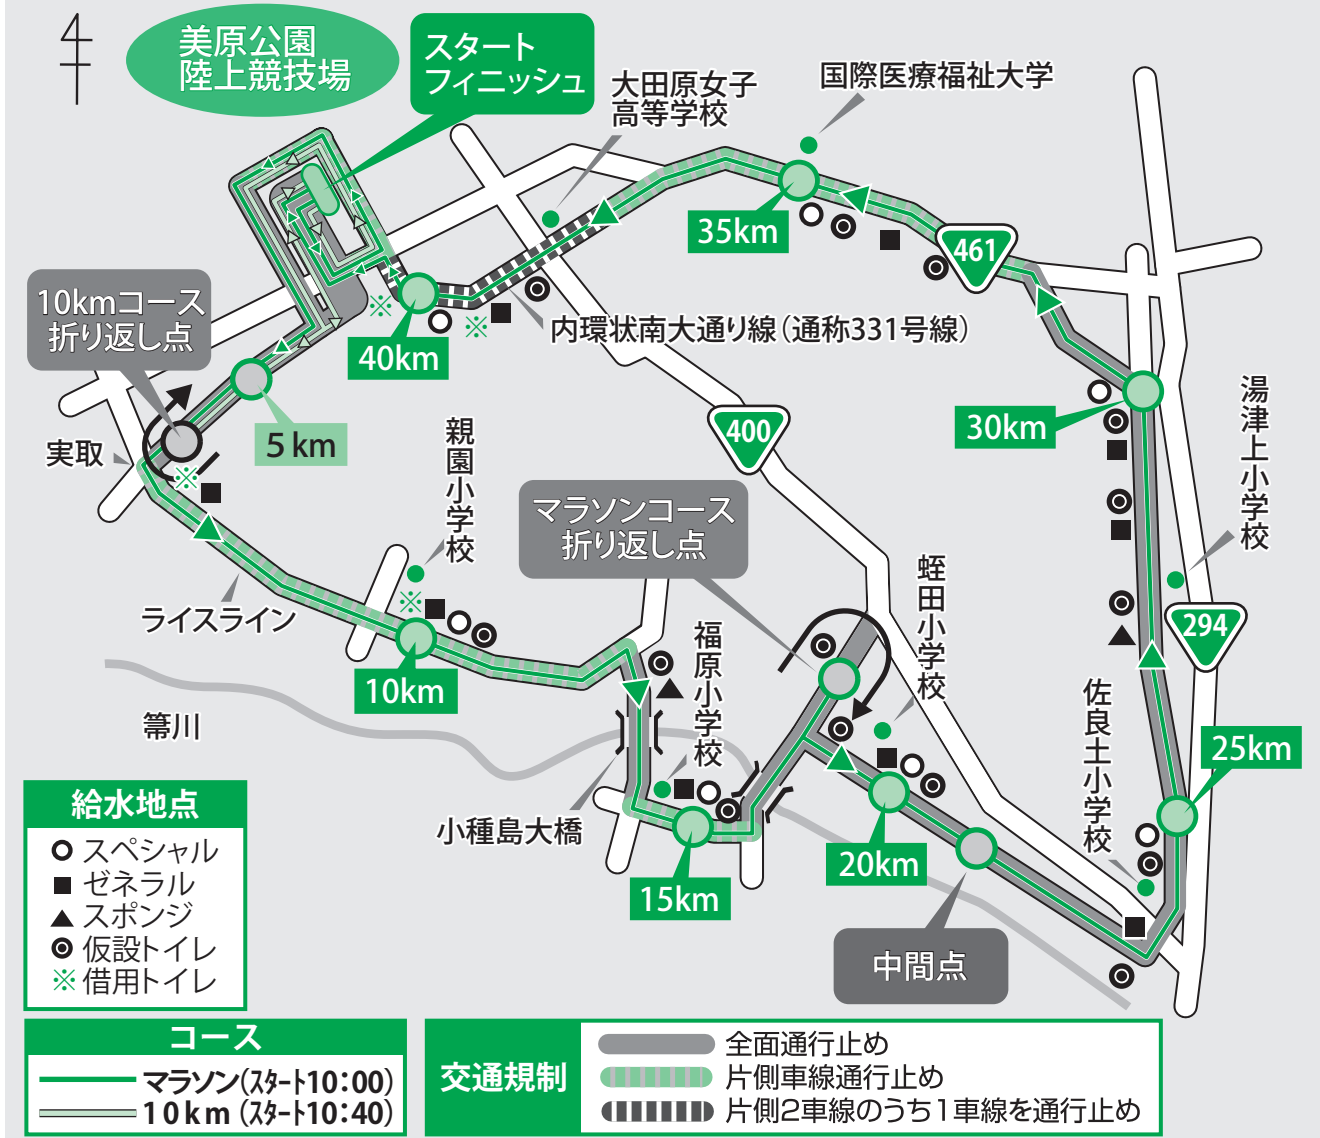 美原公園
陸上競技場
スタート
フィニッシュ
大田原女子
高等学校
国際医療福祉大学
35km
461
10kmコース
折り返し点
40km
内環状南大通り線（通称331号線）
5km
実取
親園小学校
400
30km
湯津上小学校
マラソンコース
折り返し点
蛭田小学校
294
ライスライン
10km
福原小学校
佐良土小学校
25km
箒川
小種島大橋
20km
15km
中間点
給水地点
スペシャル
ゼネラル
スポンジ
仮設トイレ
※借用トイレ
コース
マラソン（スタート10：00）
10km（スタート10：40）
交通規制
全面通行止め
片側車線通行止め
片側2車線のうち1車線を通行止め